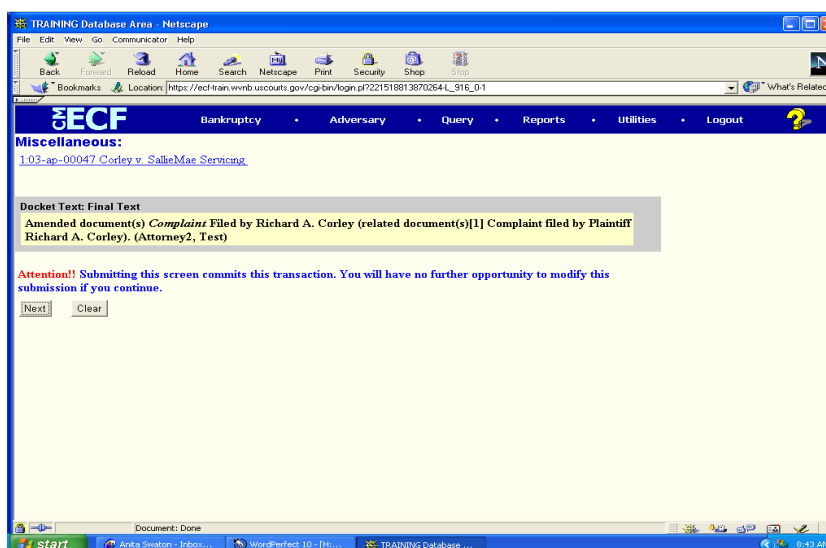 TRAINING Database Area - Netscape
File Edit View Go Communicator Help
Back Forward Reload Home Search Netscape Print Security Shop Stop
Bookmarks Location: https://ecf-train.wvnb.uscourts.gov/cgi-bin/login.pl?221518813870264-L_916_0-1 What's Related
CM ECF Bankruptcy • Adversary • Query • Reports • Utilities • Logout ?
Miscellaneous:
1:03-ap-00047 Corley v. SallieMae Servicing
Docket Text: Final Text
Amended document(s) Complaint Filed by Richard A. Corley (related document(s)[1] Complaint filed by Plaintiff
Richard A. Corley). (Attorney2, Test)
Attention!! Submitting this screen commits this transaction. You will have no further opportunity to modify this
submission if you continue.
Next Clear
Document: Done
start Anita Swaton - Inbox... WordPerfect 10 - [H:... TRAINING Database ... 8:43 AM